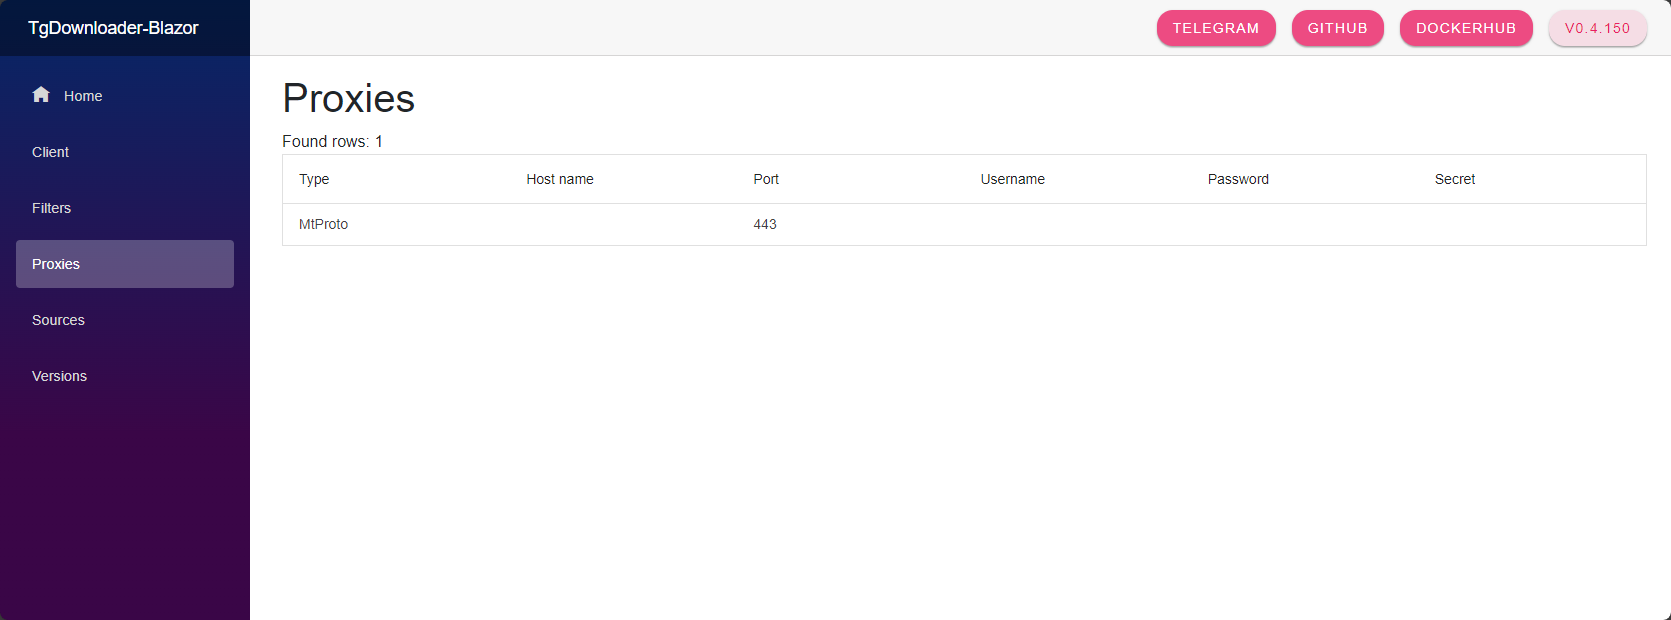 TgDownloader-Blazor
TELEGRAM GITHUB DOCKERHUB V0.4.150
Home
Client
Filters
Proxies
Sources
Versions
Proxies
Found rows: 1
Type Host name Port Username Password Secret
MtProto 443